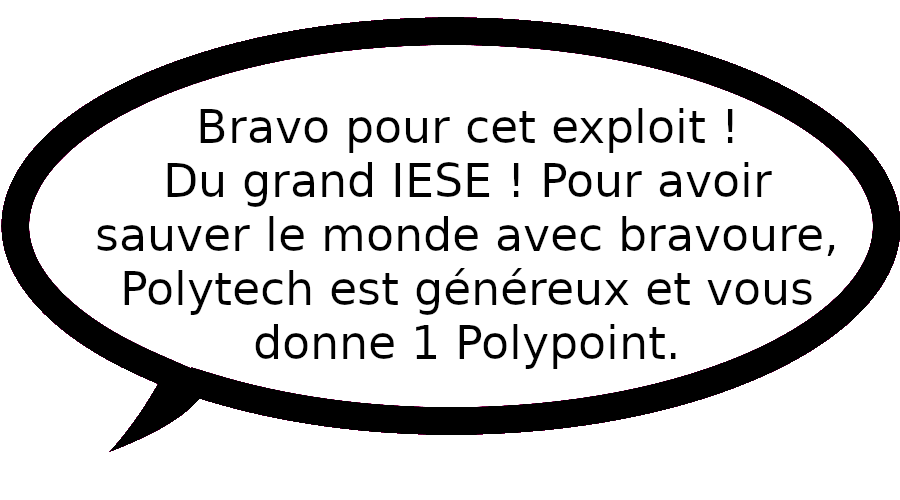 Bravo pour cet exploit !
Du grand IESE ! Pour avoir
sauver le monde avec bravoure,
Polytech est généreux et vous
donne 1 Polypoint.